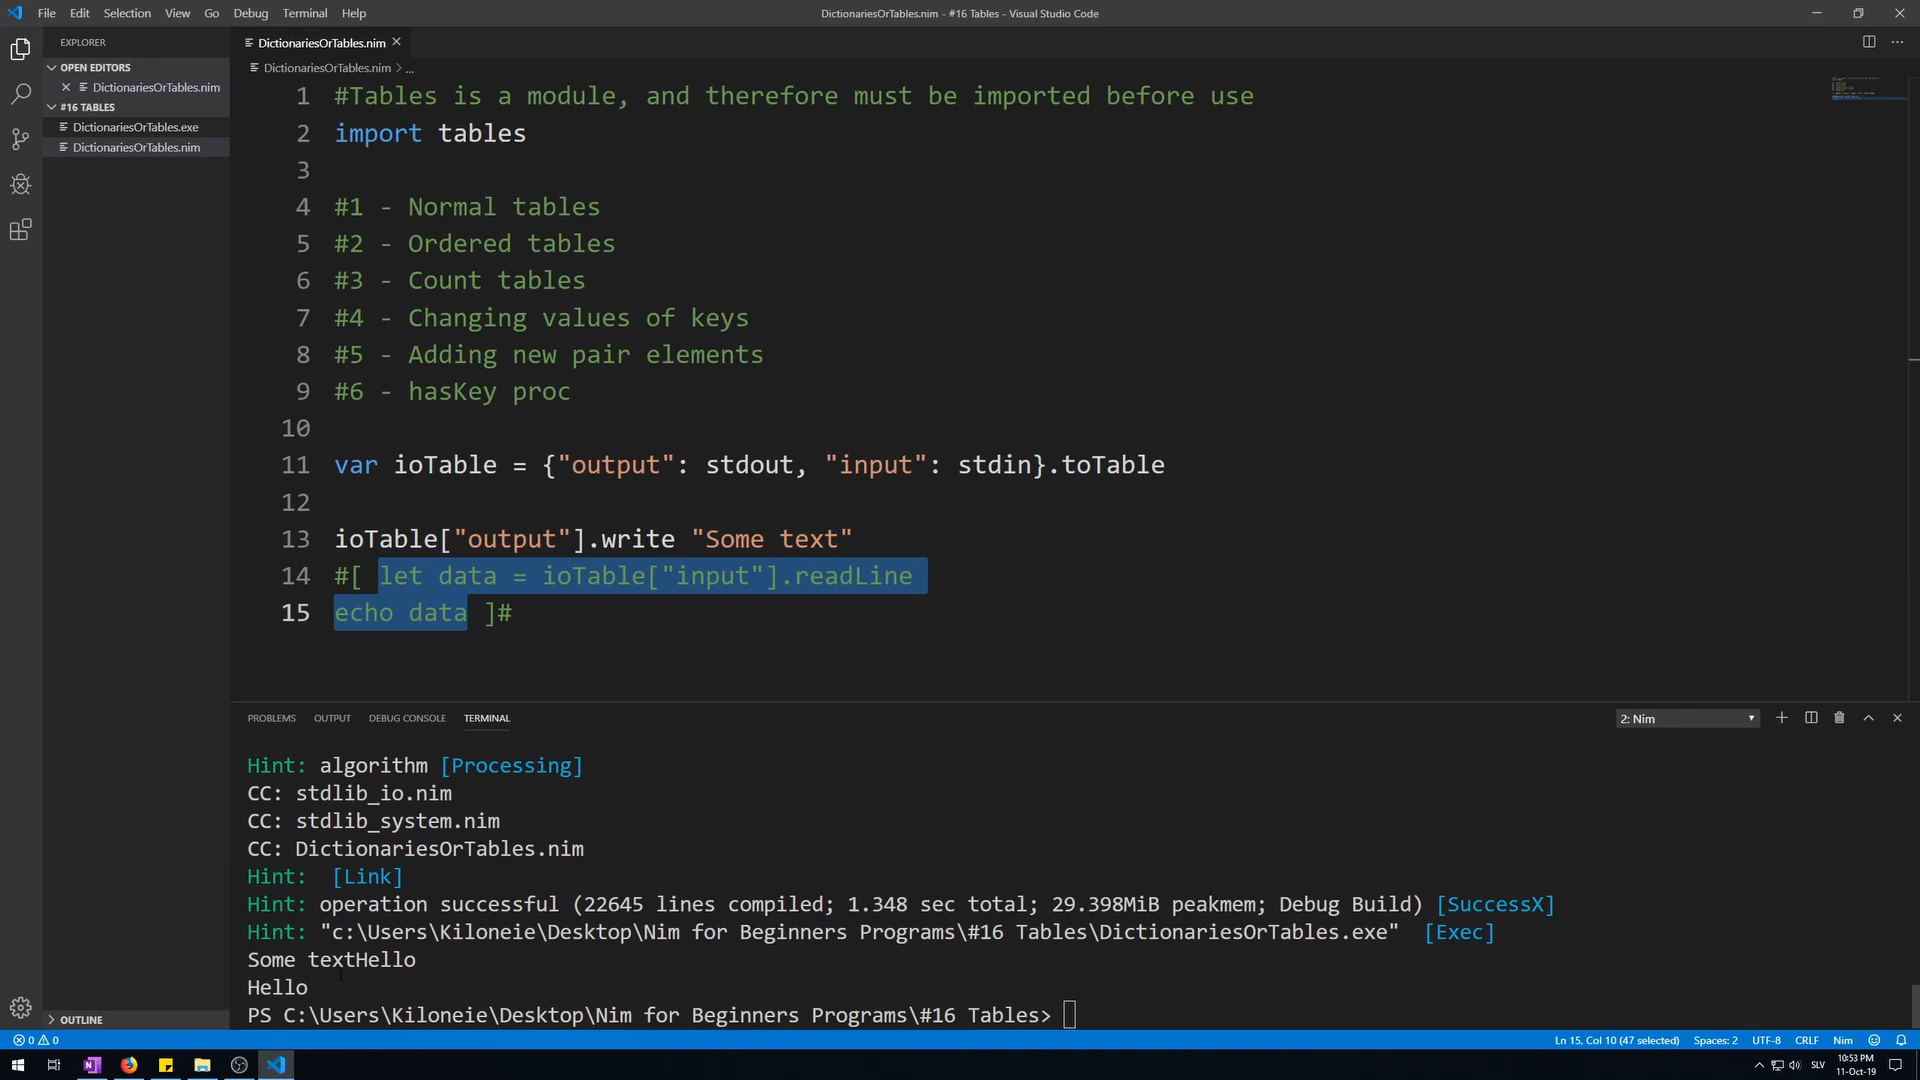 File Edit Selection View Go Debug Terminal Help
DictionariesOrTables.nim - #16 Tables - Visual Studio Code
EXPLORER
OPEN EDITORS
DictionariesOrTables.nim
#16 TABLES
DictionariesOrTables.exe
DictionariesOrTables.nim
OUTLINE
DictionariesOrTables.nim
DictionariesOrTables.nim > ...
1 #Tables is a module, and therefore must be imported before use
2 import tables
3
4 #1 - Normal tables
5 #2 - Ordered tables
6 #3 - Count tables
7 #4 - Changing values of keys
8 #5 - Adding new pair elements
9 #6 - hasKey proc
10
11 var ioTable = {"output": stdout, "input": stdin}.toTable
12
13 ioTable["output"].write "Some text"
14 #[ let data = ioTable["input"].readLine
15 echo data ]#
PROBLEMS OUTPUT DEBUG CONSOLE TERMINAL
2: Nim
Hint: algorithm [Processing]
CC: stdlib_io.nim
CC: stdlib_system.nim
CC: DictionariesOrTables.nim
Hint: [Link]
Hint: operation successful (22645 lines compiled; 1.348 sec total; 29.398MiB peakmem; Debug Build) [SuccessX]
Hint: "c:\Users\Kiloneie\Desktop\Nim for Beginners Programs\#16 Tables\DictionariesOrTables.exe" [Exec]
Some textHello
Hello
PS C:\Users\Kiloneie\Desktop\Nim for Beginners Programs\#16 Tables>
0 0
Ln 15, Col 10 (47 selected) Spaces: 2 UTF-8 CRLF Nim
SLV
10:53 PM
11-Oct-19